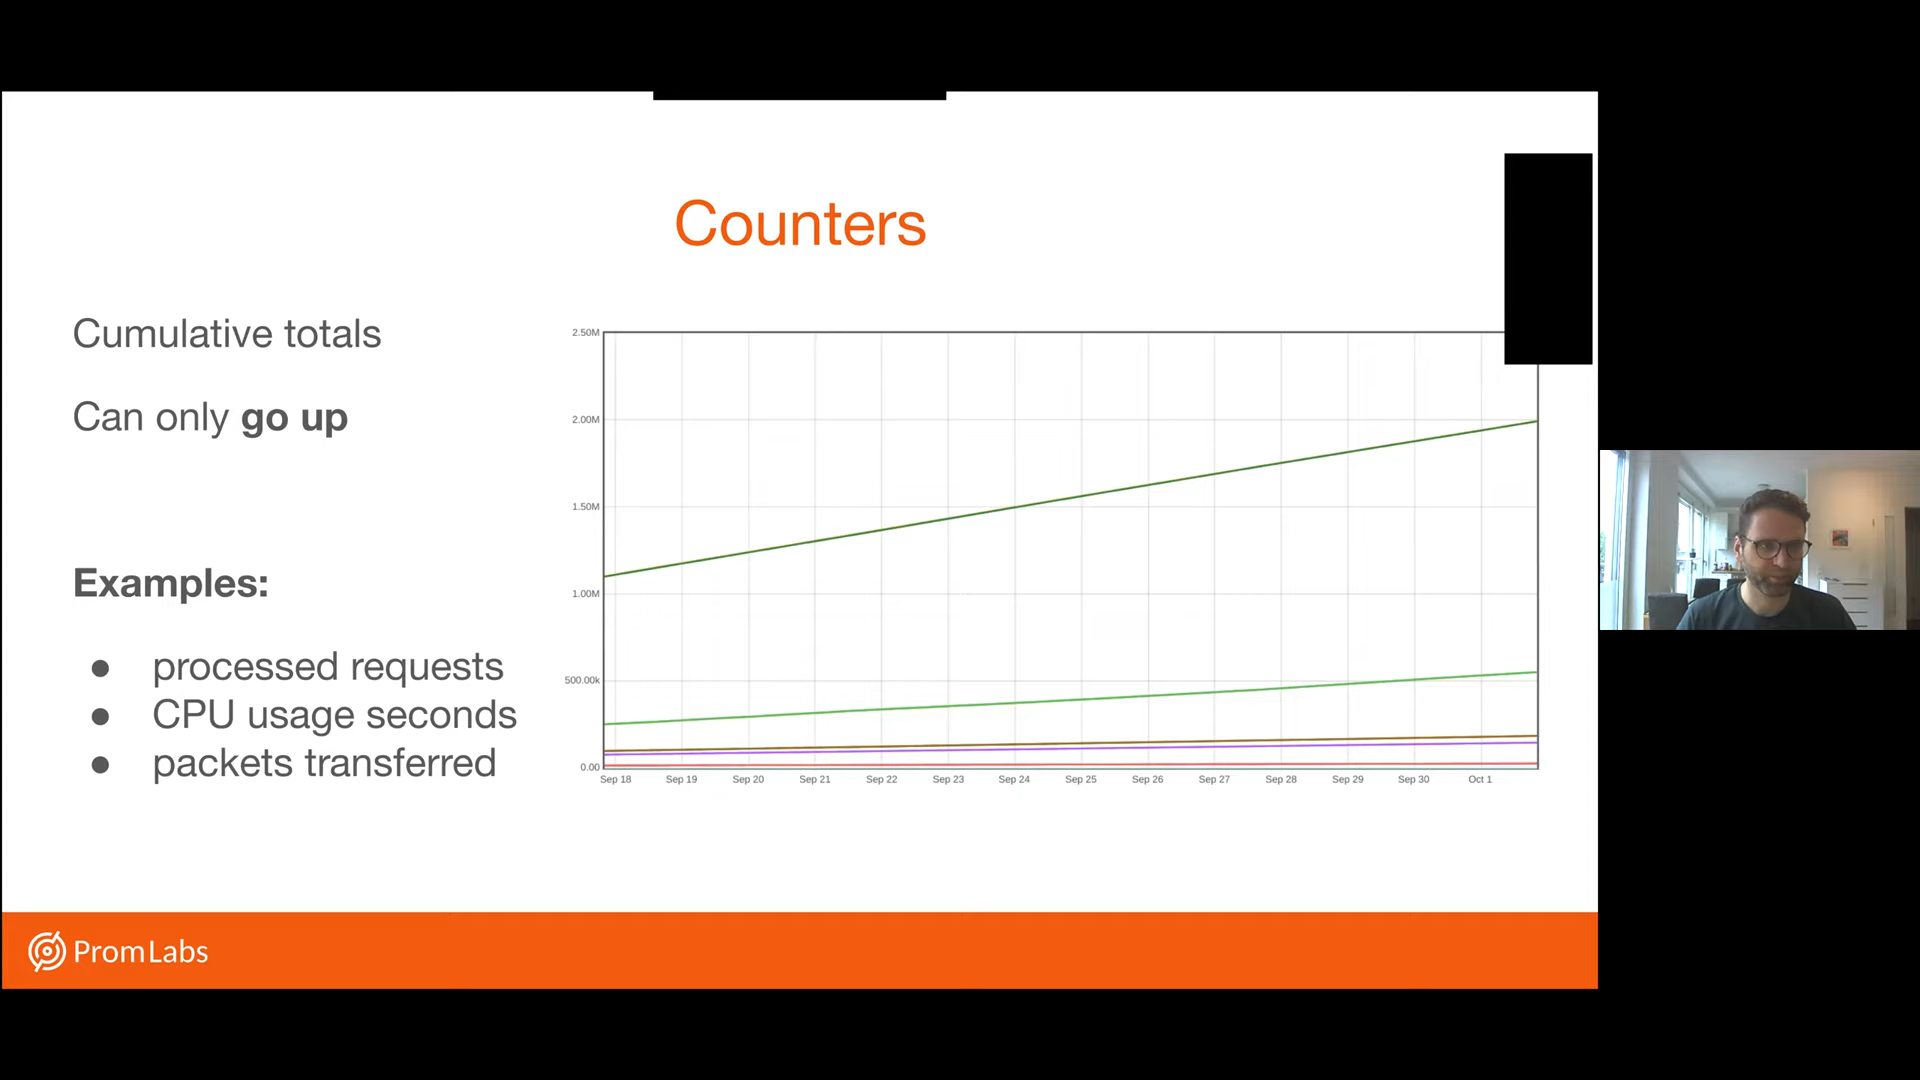 Counters
Cumulative totals
Can only go up
Examples:
● processed requests
● CPU usage seconds
● packets transferred
2.50M
2.00M
1.50M
1.00M
500.00k
0.00
Sep 18 Sep 19 Sep 20 Sep 21 Sep 22 Sep 23 Sep 24 Sep 25 Sep 26 Sep 27 Sep 28 Sep 29 Sep 30 Oct 1
PromLabs